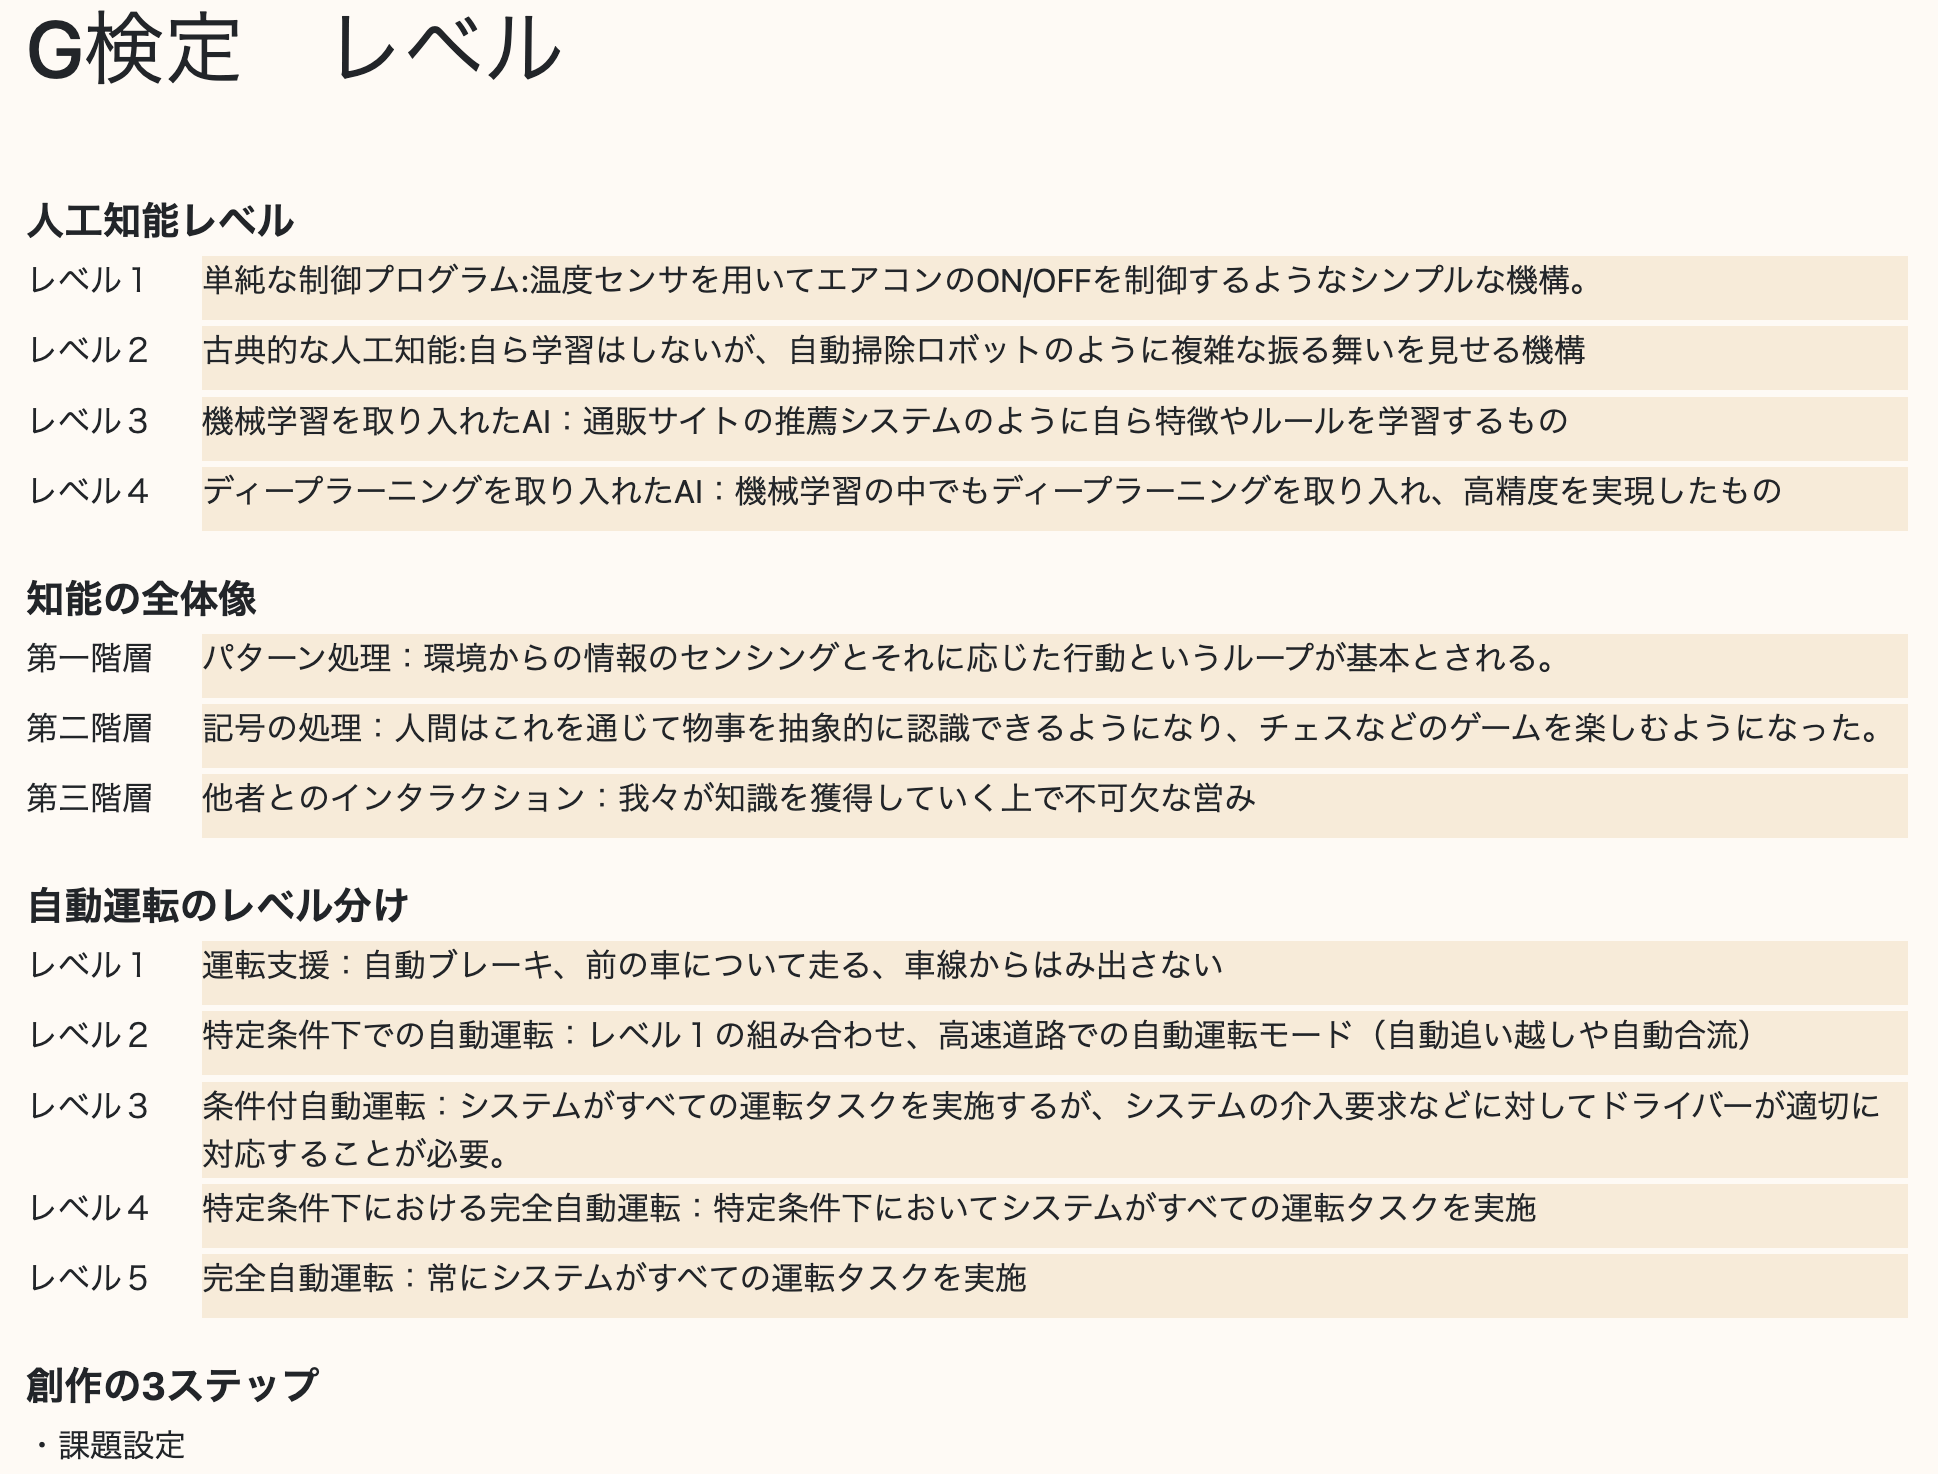 G検定　レベル
人工知能レベル
レベル１　単純な制御プログラム:温度センサを用いてエアコンのON/OFFを制御するようなシンプルな機構。
レベル２　古典的な人工知能:自ら学習はしないが、自動掃除ロボットのように複雑な振る舞いを見せる機構
レベル３　機械学習を取り入れたAI：通販サイトの推薦システムのように自ら特徴やルールを学習するもの
レベル４　ディープラーニングを取り入れたAI：機械学習の中でもディープラーニングを取り入れ、高精度を実現したもの
知能の全体像
第一階層　パターン処理：環境からの情報のセンシングとそれに応じた行動というループが基本とされる。
第二階層　記号の処理：人間はこれを通じて物事を抽象的に認識できるようになり、チェスなどのゲームを楽しむようになった。
第三階層　他者とのインタラクション：我々が知識を獲得していく上で不可欠な営み
自動運転のレベル分け
レベル１　運転支援：自動ブレーキ、前の車について走る、車線からはみ出さない
レベル２　特定条件下での自動運転：レベル１の組み合わせ、高速道路での自動運転モード（自動追い越しや自動合流）
レベル３　条件付自動運転：システムがすべての運転タスクを実施するが、システムの介入要求などに対してドライバーが適切に
対応することが必要。
レベル４　特定条件下における完全自動運転：特定条件下においてシステムがすべての運転タスクを実施
レベル５　完全自動運転：常にシステムがすべての運転タスクを実施
創作の3ステップ
・課題設定